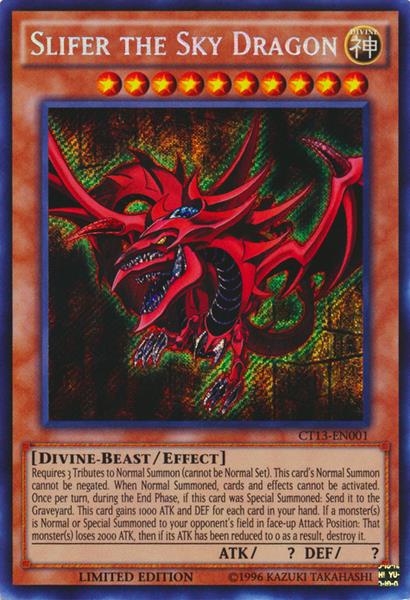 SLIFER THE SKY DRAGON
DIVINE
神
CT13-EN001
[DIVINE-BEAST/EFFECT]
Requires 3 Tributes to Normal Summon (cannot be Normal Set). This card's Normal Summon
cannot be negated. When Normal Summoned, cards and effects cannot be activated.
Once per turn, during the End Phase, if this card was Special Summoned: Send it to the
Graveyard. This card gains 1000 ATK and DEF for each card in your hand. If a monster(s)
is Normal or Special Summoned to your opponent's field in face-up Attack Position: That
monster(s) loses 2000 ATK, then if its ATK has been reduced to 0 as a result, destroy it.
ATK/ ? DEF/ ?
LIMITED EDITION
©1996 KAZUKI TAKAHASHI